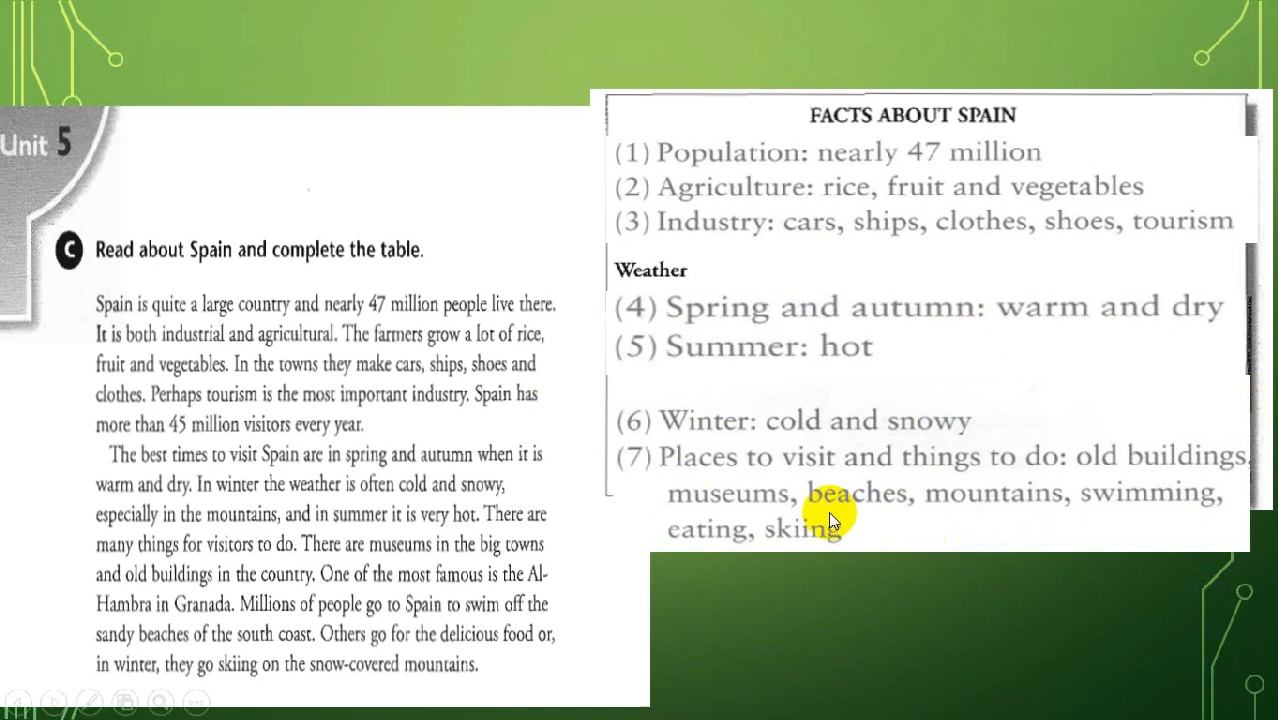 Unit 5
C Read about Spain and complete the table.
Spain is quite a large country and nearly 47 million people live there.
It is both industrial and agricultural. The farmers grow a lot of rice,
fruit and vegetables. In the towns they make cars, ships, shoes and
clothes. Perhaps tourism is the most important industry. Spain has
more than 45 million visitors every year.
The best times to visit Spain are in spring and autumn when it is
warm and dry. In winter the weather is often cold and snowy,
especially in the mountains, and in summer it is very hot. There are
many things for visitors to do. There are museums in the big towns
and old buildings in the country. One of the most famous is the Al-
Hambra in Granada. Millions of people go to Spain to swim off the
sandy beaches of the south coast. Others go for the delicious food or,
in winter, they go skiing on the snow-covered mountains.
FACTS ABOUT SPAIN
(1) Population: nearly 47 million
(2) Agriculture: rice, fruit and vegetables
(3) Industry: cars, ships, clothes, shoes, tourism
Weather
(4) Spring and autumn: warm and dry
(5) Summer: hot
(6) Winter: cold and snowy
(7) Places to visit and things to do: old buildings,
museums, beaches, mountains, swimming,
eating, skiing